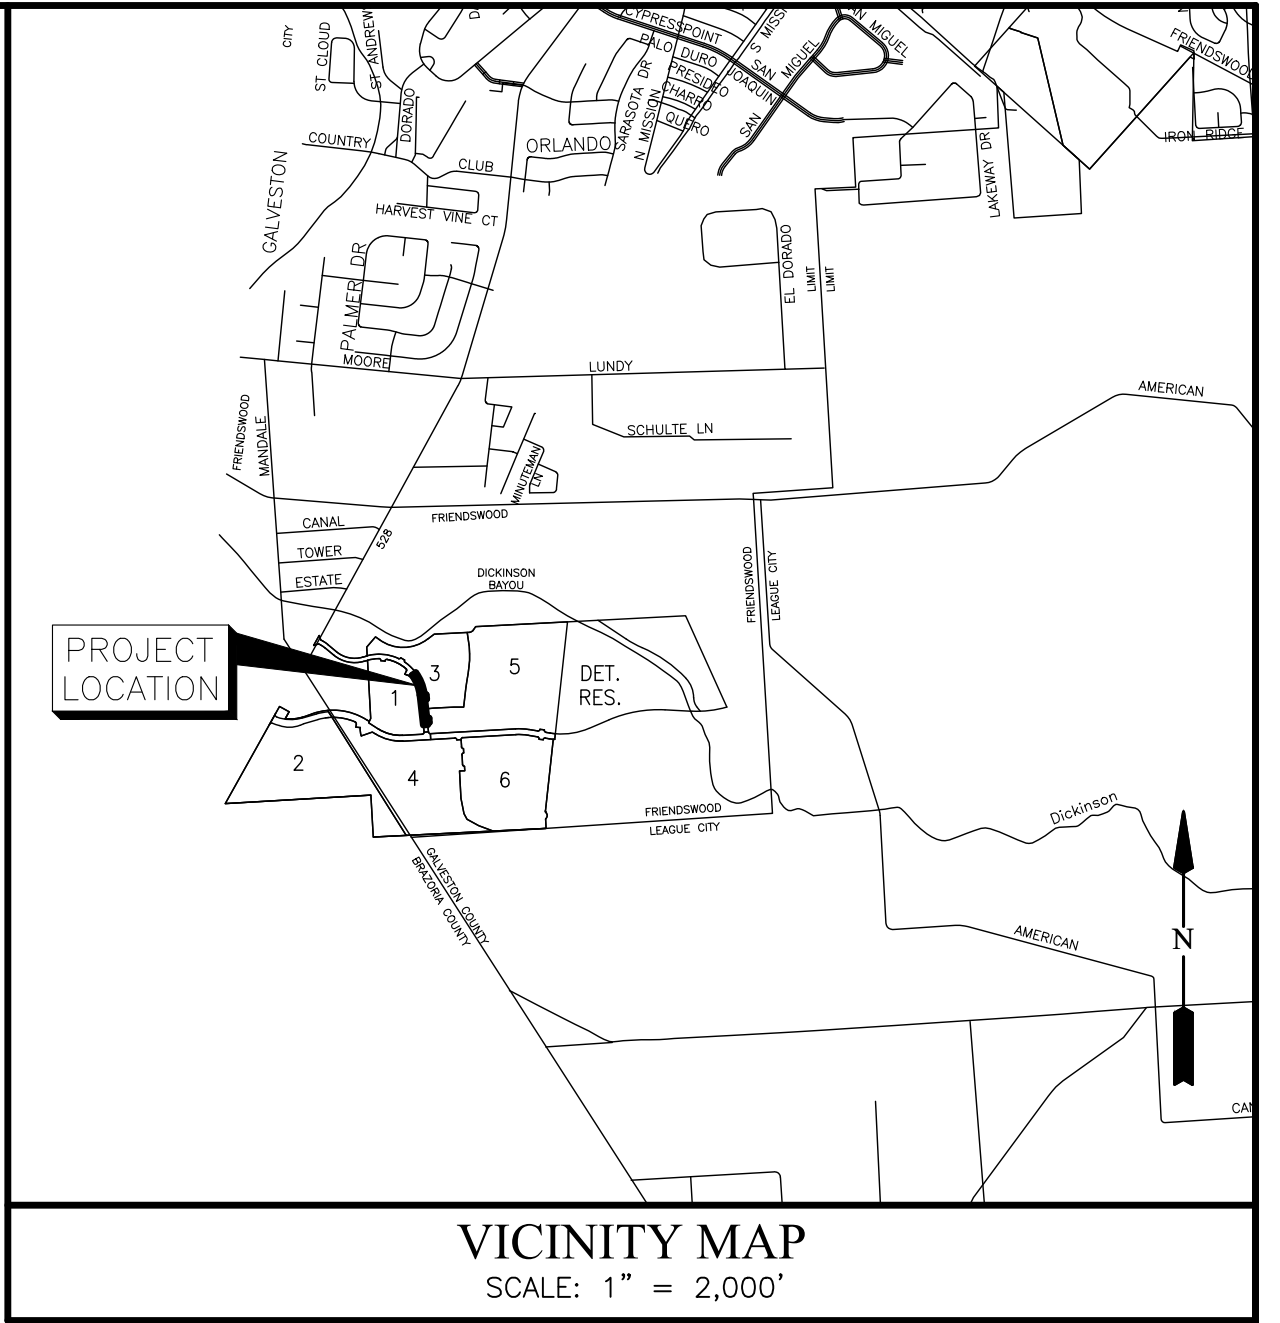 CITY
ST CLOUD
ST ANDREW
CYPRESSPOINT
S MISSI
SAN MIGUEL
FRIENDSWOOD
PALO DURO
SAN
JOAQUIN
SAN MIGUEL
PRESIDEO
CHARRO
QUERO
SARASOTA DR
N MISSION
DORADO
COUNTRY
CLUB
ORLANDO
IRON RIDGE
LAKEWAY DR
GALVESTON
HARVEST VINE CT
PALMER DR
EL DORADO
LIMIT
LIMIT
MOORE
LUNDY
AMERICAN
FRIENDSWOOD
MANDALE
SCHULTE LN
MINUTEMAN
LN
FRIENDSWOOD
CANAL
528
TOWER
ESTATE
DICKINSON
BAYOU
FRIENDSWOOD
LEAGUE CITY
PROJECT
LOCATION
3
5
DET.
RES.
1
2
4
6
FRIENDSWOOD
LEAGUE CITY
Dickinson
GALVESTON COUNTY
BRAZORIA COUNTY
AMERICAN
N
CAN
VICINITY MAP
SCALE: 1" = 2,000'